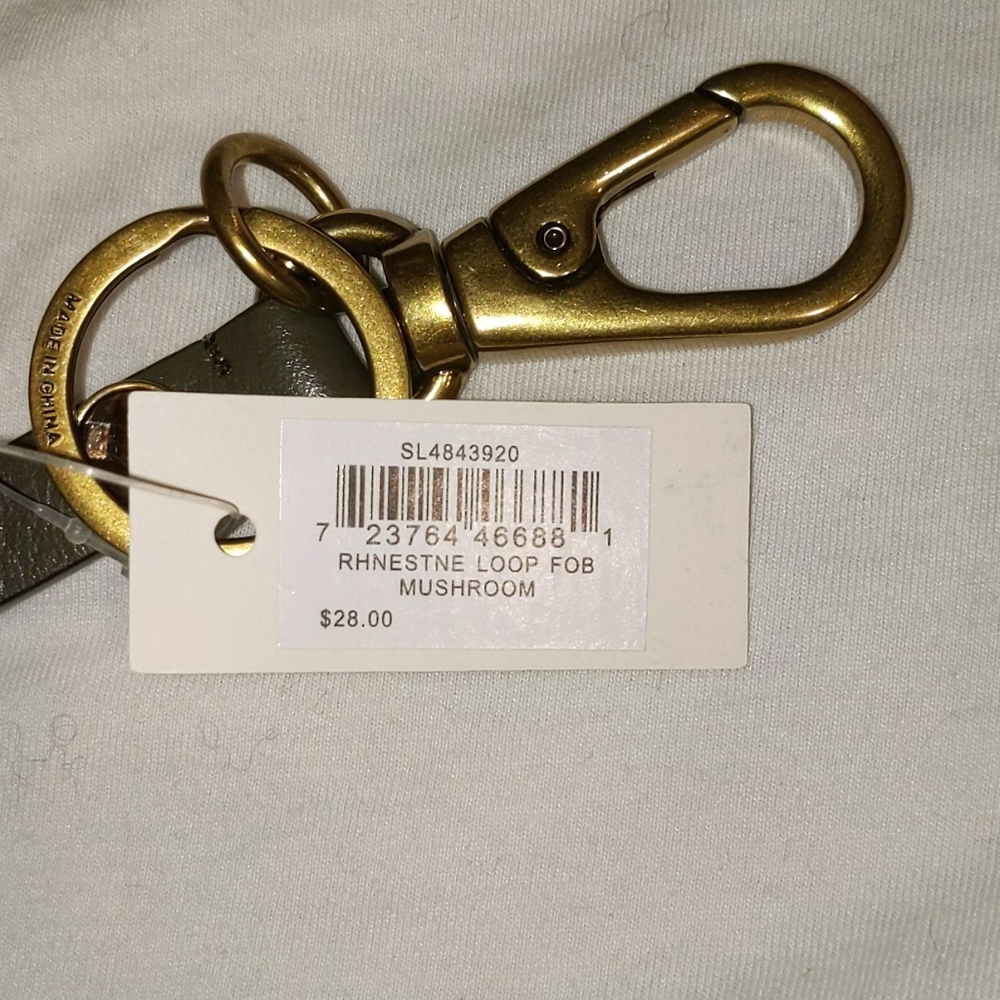 MADE IN CHINA
SL4843920
7 23764 46688 1
RHNESTNE LOOP FOB
MUSHROOM
$28.00